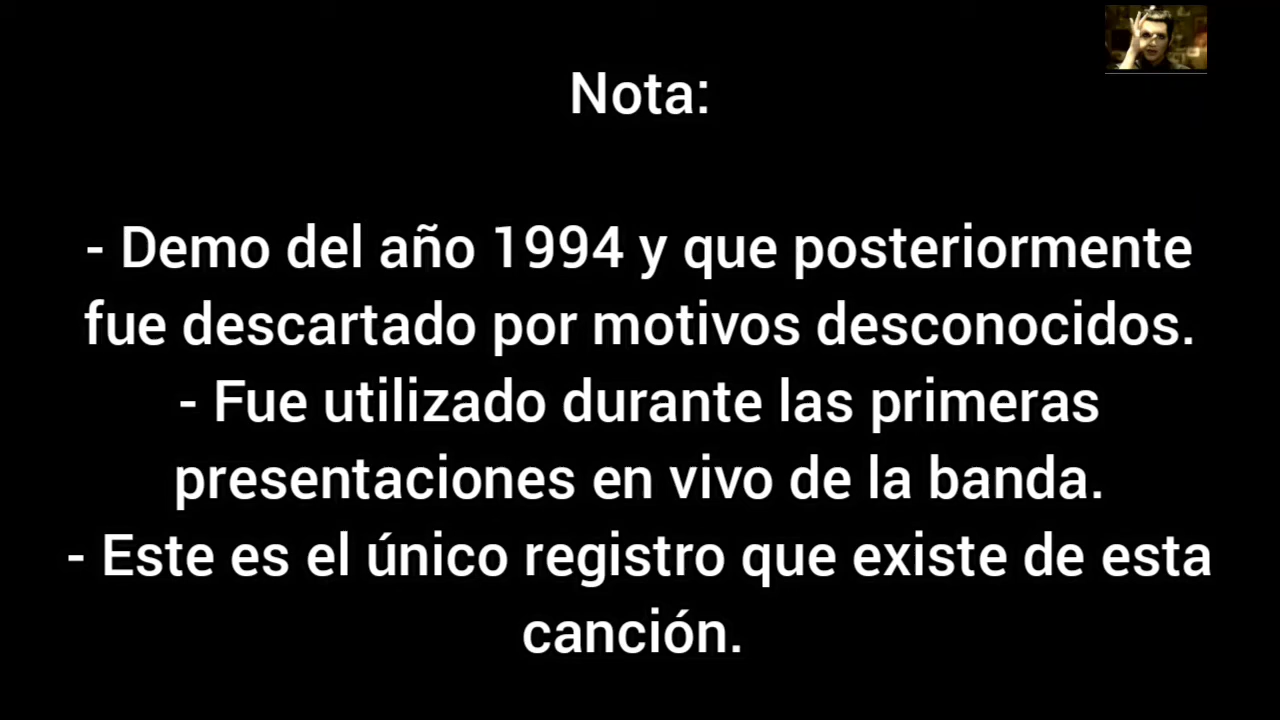 Nota:
- Demo del año 1994 y que posteriormente
fue descartado por motivos desconocidos.
- Fue utilizado durante las primeras
presentaciones en vivo de la banda.
- Este es el único registro que existe de esta
canción.